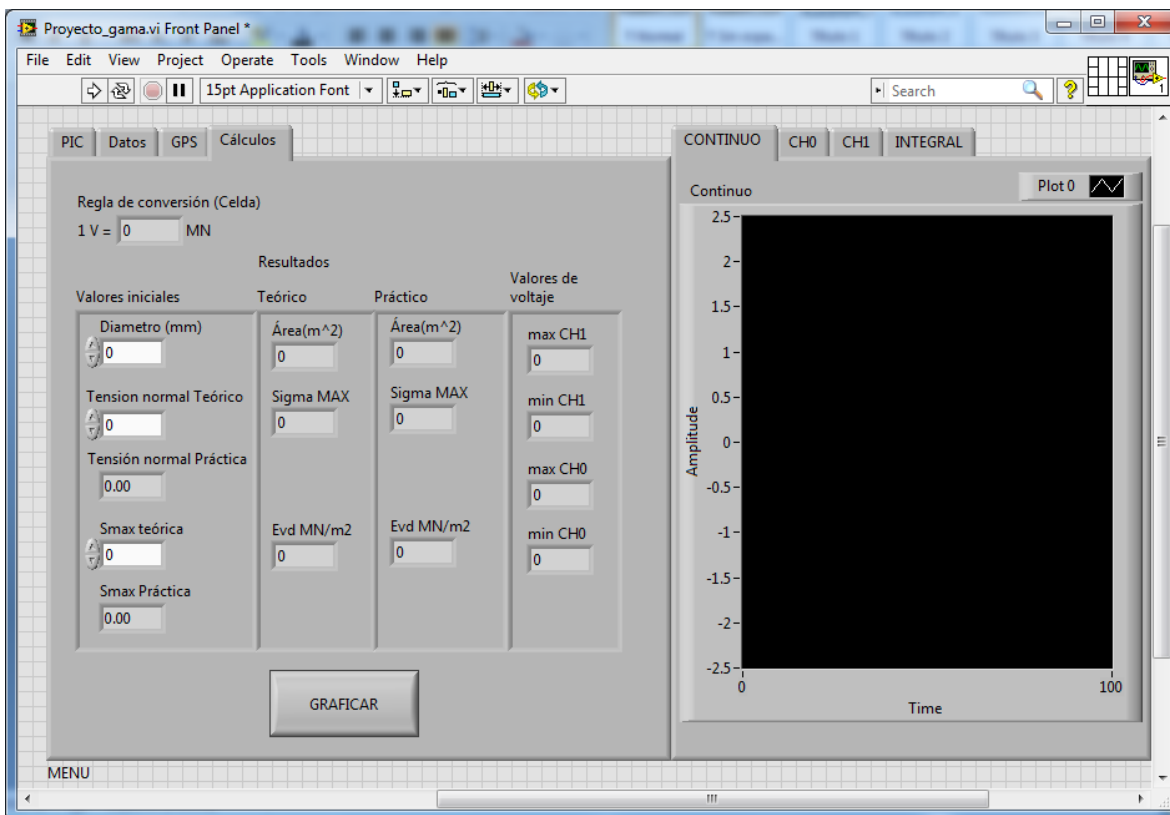 Proyecto_gama.vi Front Panel *
File Edit View Project Operate Tools Window Help
15pt Application Font
Search
1
PIC Datos GPS Cálculos
Regla de conversión (Celda)
1 V = 0 MN
Resultados
Valores iniciales
Teórico
Práctico
Valores de
voltaje
Diametro (mm)
0
Tension normal Teórico
0
Tensión normal Práctica
0.00
Smax teórica
0
Smax Práctica
0.00
Área(m^2)
0
Sigma MAX
0
Evd MN/m2
0
Área(m^2)
0
Sigma MAX
0
Evd MN/m2
0
max CH1
0
min CH1
0
max CH0
0
min CH0
0
GRAFICAR
MENU
CONTINUO CH0 CH1 INTEGRAL
Continuo
Plot 0
Amplitude
2.5
2
1.5
1
0.5
0
-0.5
-1
-1.5
-2
-2.5
0 100
Time